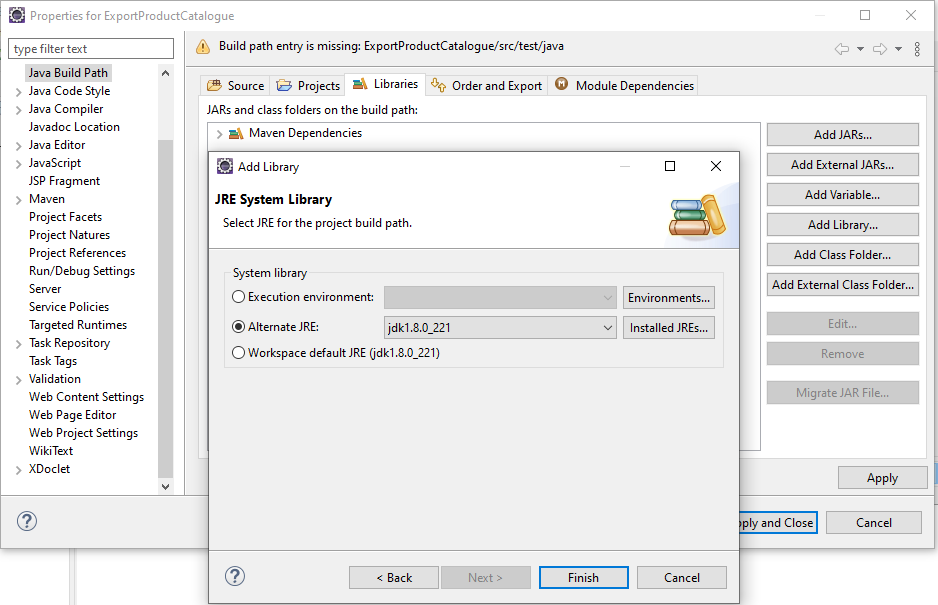 Properties for ExportProductCatalogue
type filter text
Build path entry is missing: ExportProductCatalogue/src/test/java
Java Build Path
Java Code Style
Java Compiler
Javadoc Location
Java Editor
JavaScript
JSP Fragment
Maven
Project Facets
Project Natures
Project References
Run/Debug Settings
Server
Service Policies
Targeted Runtimes
Task Repository
Task Tags
Validation
Web Content Settings
Web Page Editor
Web Project Settings
WikiText
XDoclet
Source Projects Libraries Order and Export Module Dependencies
JARs and class folders on the build path:
Maven Dependencies
Add JARs...
Add External JARs...
Add Variable...
Add Library...
Add Class Folder...
Add External Class Folder...
Edit...
Remove
Migrate JAR File...
Apply
pply and Close Cancel
Add Library
JRE System Library
Select JRE for the project build path.
System library
Execution environment: Environments...
Alternate JRE: jdk1.8.0_221 Installed JREs...
Workspace default JRE (jdk1.8.0_221)
< Back Next > Finish Cancel